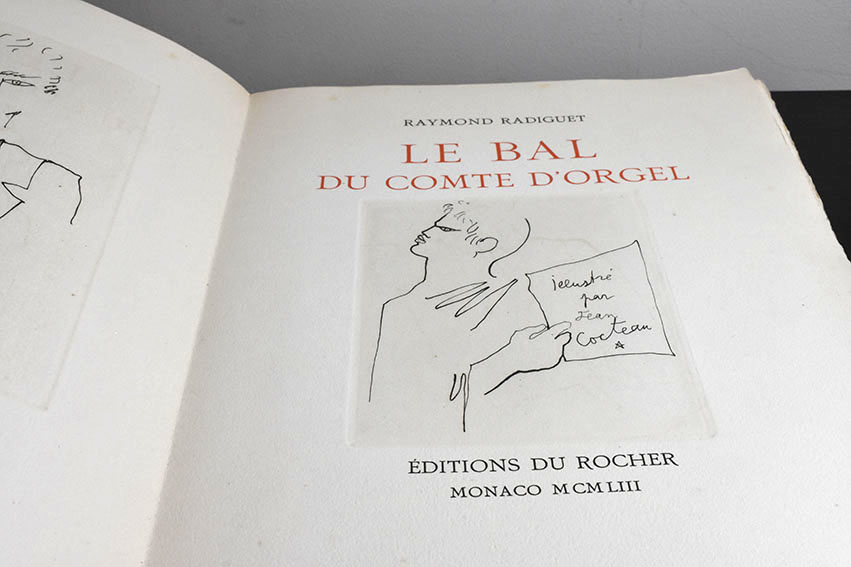 RAYMOND RADIGUET
LE BAL
DU COMTE D'ORGEL
illustré
par
Jean
Cocteau
ÉDITIONS DU ROCHER
MONACO MCMLIII